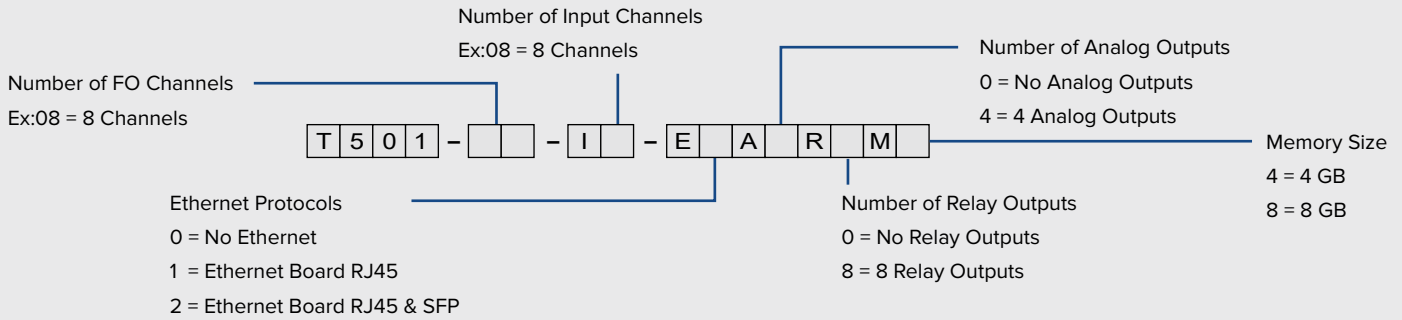 Number of Input Channels
Ex:08 = 8 Channels
Number of FO Channels
Ex:08 = 8 Channels
Number of Analog Outputs
0 = No Analog Outputs
4 = 4 Analog Outputs
T501- - I - E A R M
Memory Size
4 = 4 GB
8 = 8 GB
Ethernet Protocols
0 = No Ethernet
1 = Ethernet Board RJ45
2 = Ethernet Board RJ45 & SFP
Number of Relay Outputs
0 = No Relay Outputs
8 = 8 Relay Outputs